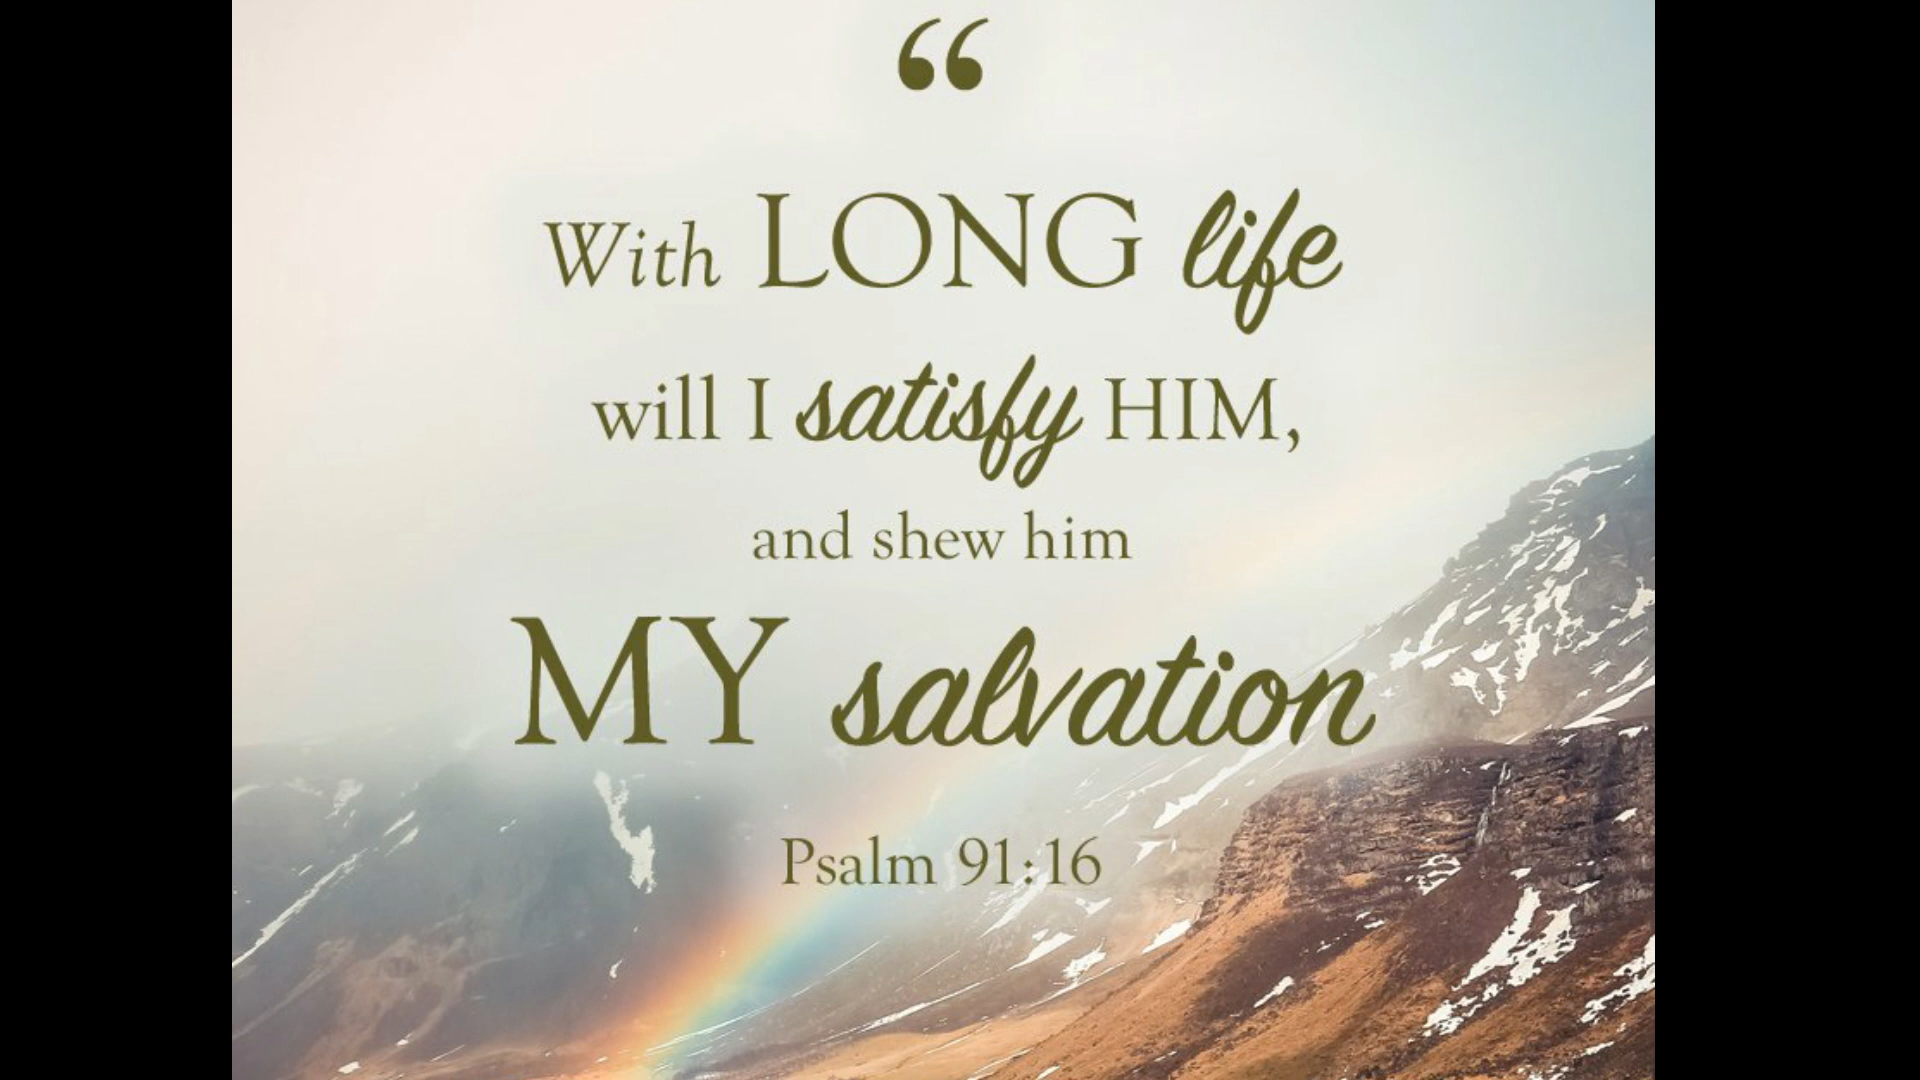 “
With LONG life
will I satisfy HIM,
and shew him
MY salvation
Psalm 91:16